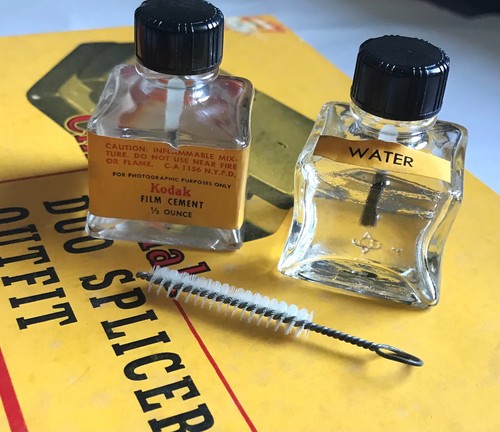 CAUTION. INFLAMMABLE MIX-
TURE. DO NOT USE NEAR FIRE
OR FLAME. C-A 1156 N.Y.F.D.
FOR PHOTOGRAPHIC PURPOSES ONLY
Kodak
FILM CEMENT
½ OUNCE
WATER
DUO SPLICER
OUTFIT